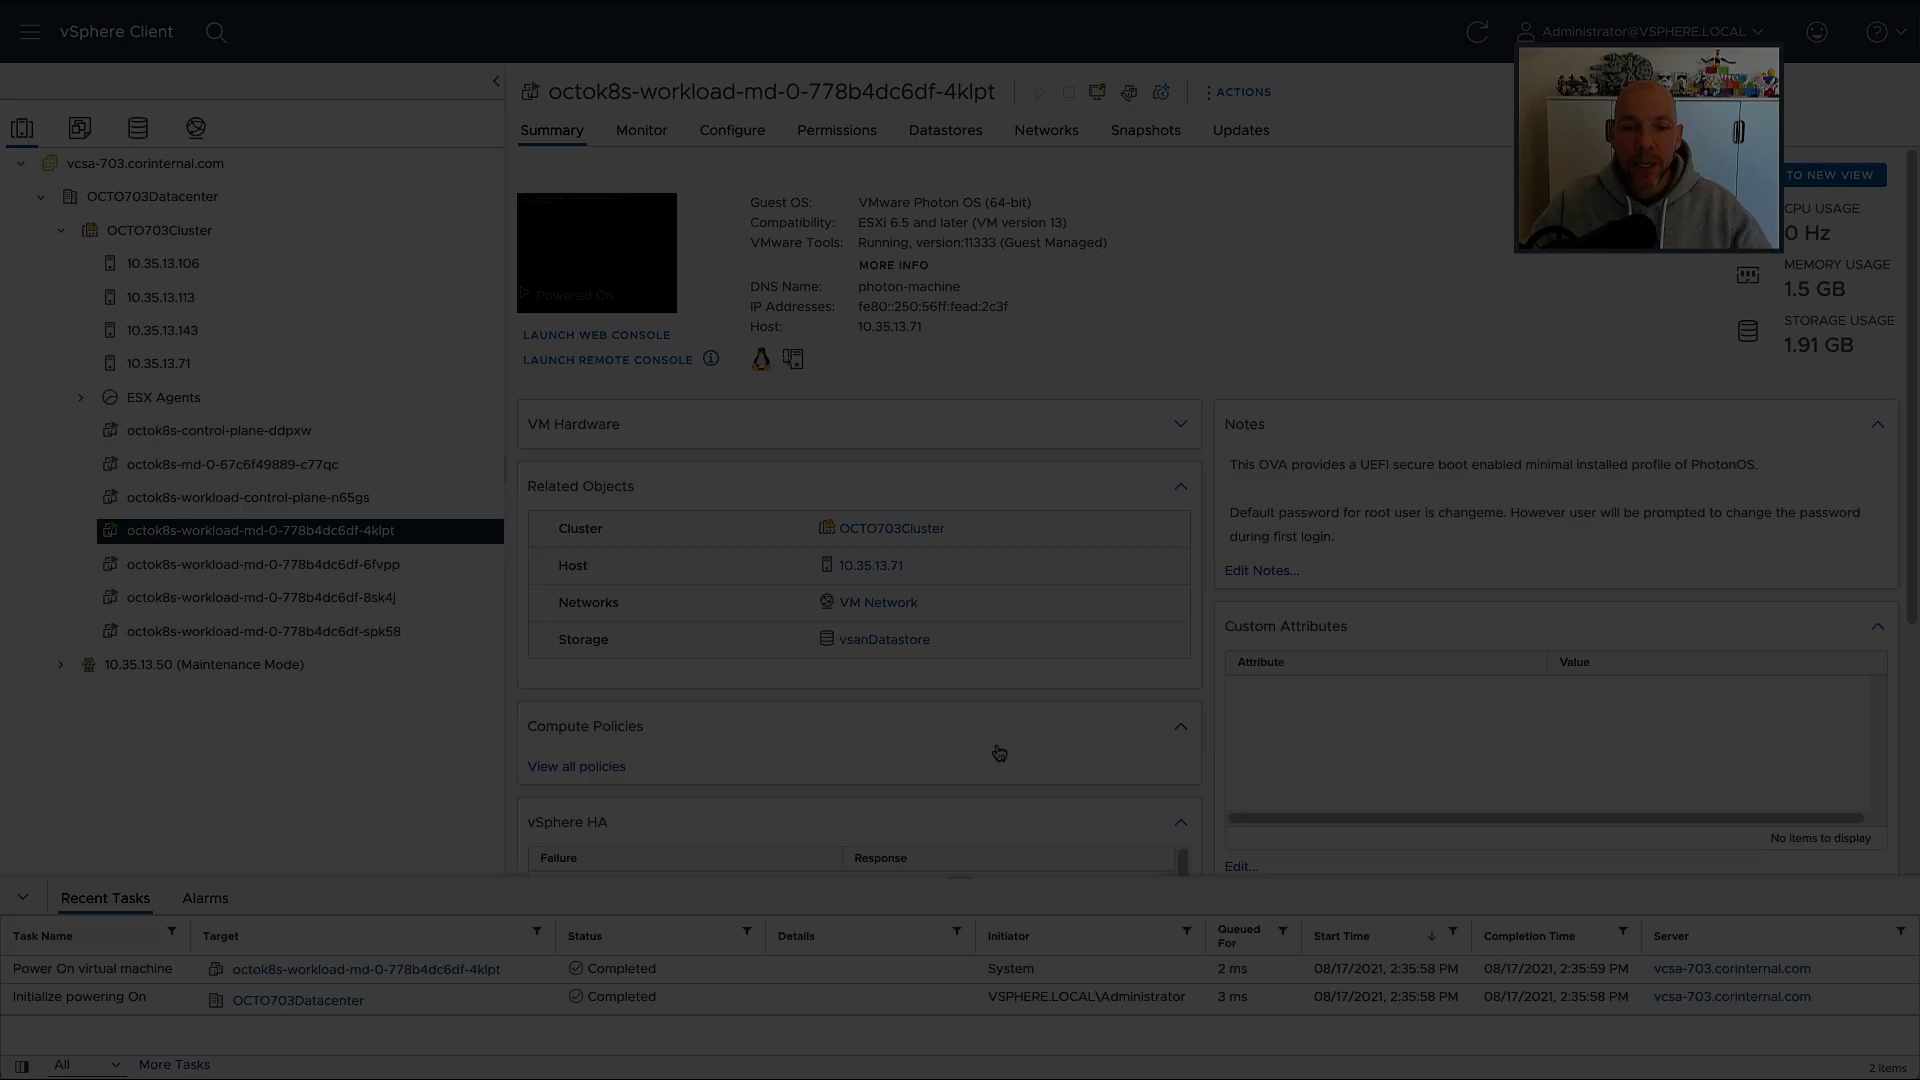 vSphere Client
Administrator@VSPHERE.LOCAL
octok8s-workload-md-0-778b4dc6df-4klpt
ACTIONS
Summary
Monitor
Configure
Permissions
Datastores
Networks
Snapshots
Updates
vcsa-703.corinternal.com
OCTO703Datacenter
OCTO703Cluster
10.35.13.106
10.35.13.113
10.35.13.143
10.35.13.71
ESX Agents
octok8s-control-plane-ddpxw
octok8s-md-0-67c6f49889-c77qc
octok8s-workload-control-plane-n65gs
octok8s-workload-md-0-778b4dc6df-4klpt
octok8s-workload-md-0-778b4dc6df-6fvpp
octok8s-workload-md-0-778b4dc6df-8sk4j
octok8s-workload-md-0-778b4dc6df-spk58
10.35.13.50 (Maintenance Mode)
Powered On
LAUNCH WEB CONSOLE
LAUNCH REMOTE CONSOLE
Guest OS: VMware Photon OS (64-bit)
Compatibility: ESXi 6.5 and later (VM version 13)
VMware Tools: Running, version:11333 (Guest Managed)
MORE INFO
DNS Name: photon-machine
IP Addresses: fe80::250:56ff:fead:2c3f
Host: 10.35.13.71
TO NEW VIEW
CPU USAGE
0 Hz
MEMORY USAGE
1.5 GB
STORAGE USAGE
1.91 GB
VM Hardware
Related Objects
Cluster OCTO703Cluster
Host 10.35.13.71
Networks VM Network
Storage vsanDatastore
Compute Policies
View all policies
vSphere HA
Failure Response
Notes
This OVA provides a UEFI secure boot enabled minimal installed profile of PhotonOS.
Default password for root user is changeme. However user will be prompted to change the password
during first login.
Edit Notes...
Custom Attributes
Attribute Value
No items to display
Edit...
Recent Tasks Alarms
Task Name Target Status Details Initiator Queued For Start Time Completion Time Server
Power On virtual machine octok8s-workload-md-0-778b4dc6df-4klpt Completed System 2 ms 08/17/2021, 2:35:58 PM 08/17/2021, 2:35:59 PM vcsa-703.corinternal.com
Initialize powering On OCTO703Datacenter Completed VSPHERE.LOCAL\Administrator 3 ms 08/17/2021, 2:35:58 PM 08/17/2021, 2:35:58 PM vcsa-703.corinternal.com
All More Tasks
2 items